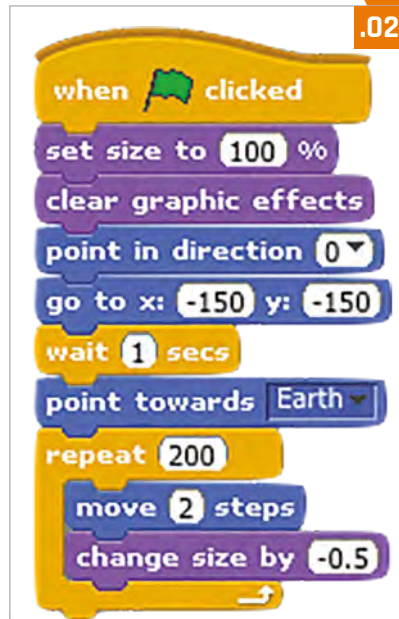 .02
when clicked
set size to 100 %
clear graphic effects
point in direction 0
go to x: -150 y: -150
wait 1 secs
point towards Earth
repeat 200
move 2 steps
change size by -0.5